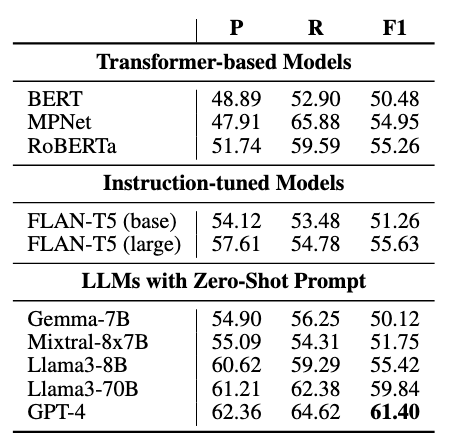 P R F1
Transformer-based Models
BERT 48.89 52.90 50.48
MPNet 47.91 65.88 54.95
RoBERTa 51.74 59.59 55.26
Instruction-tuned Models
FLAN-T5 (base) 54.12 53.48 51.26
FLAN-T5 (large) 57.61 54.78 55.63
LLMs with Zero-Shot Prompt
Gemma-7B 54.90 56.25 50.12
Mixtral-8x7B 55.09 54.31 51.75
Llama3-8B 60.62 59.29 55.42
Llama3-70B 61.21 62.38 59.84
GPT-4 62.36 64.62 61.40